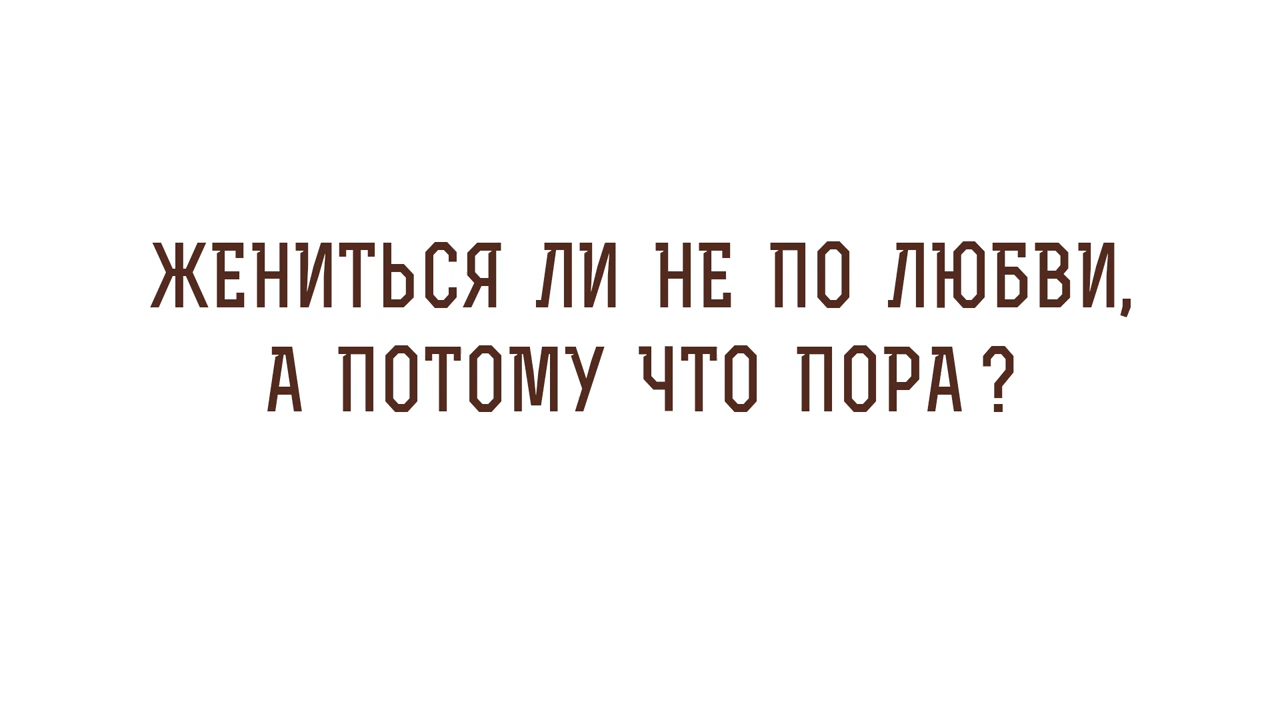 ЖЕНИТЬСЯ ЛИ НЕ ПО ЛЮБВИ,
А ПОТОМУ ЧТО ПОРА?